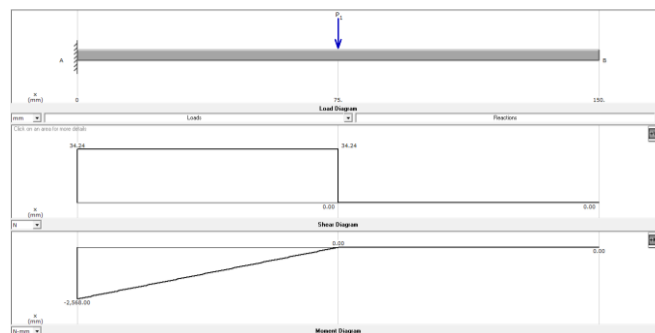 P1
A
B
x
(mm)
0
75.
150.
Load Diagram
mm
Loads
Reactions
Click on an area for more details
34.24
34.24
0.00
0.00
x
(mm)
N
Shear Diagram
0.00
0.00
-2,568.00
x
(mm)
N-mm
Moment Diagram